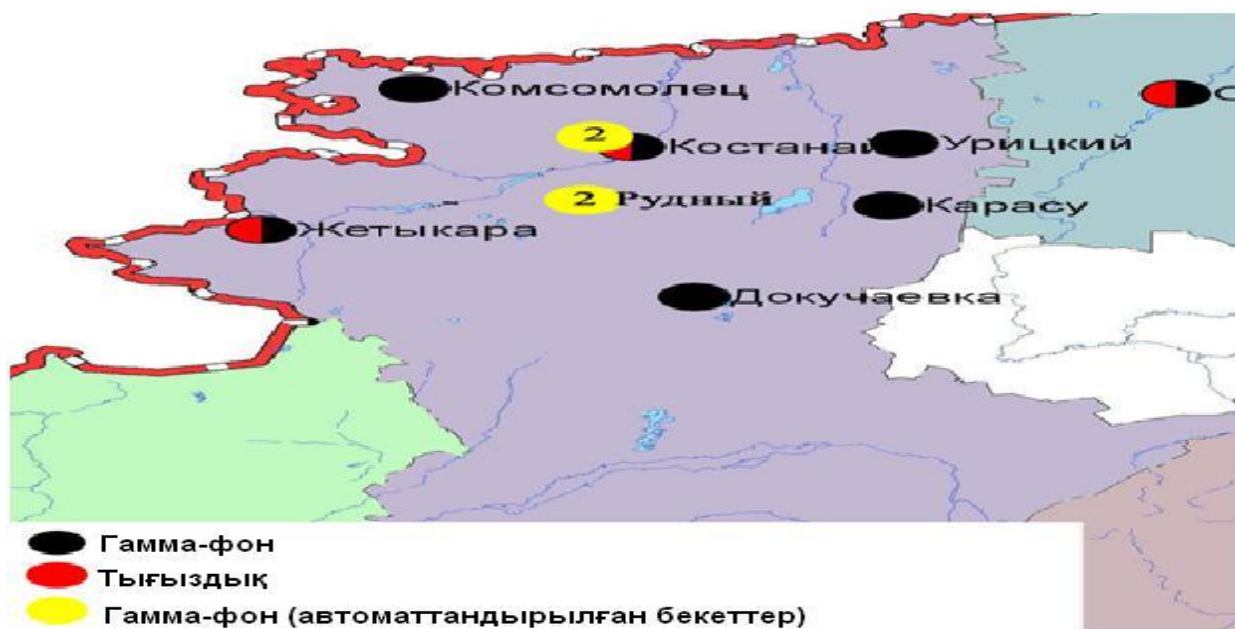 Комсомолец
2
Костанай
Урицкий
2 Рудный
Карасу
Жетыкара
Докучаевка
Гамма-фон
Тығыздық
Гамма-фон (автоматтандырылған бекеттер)